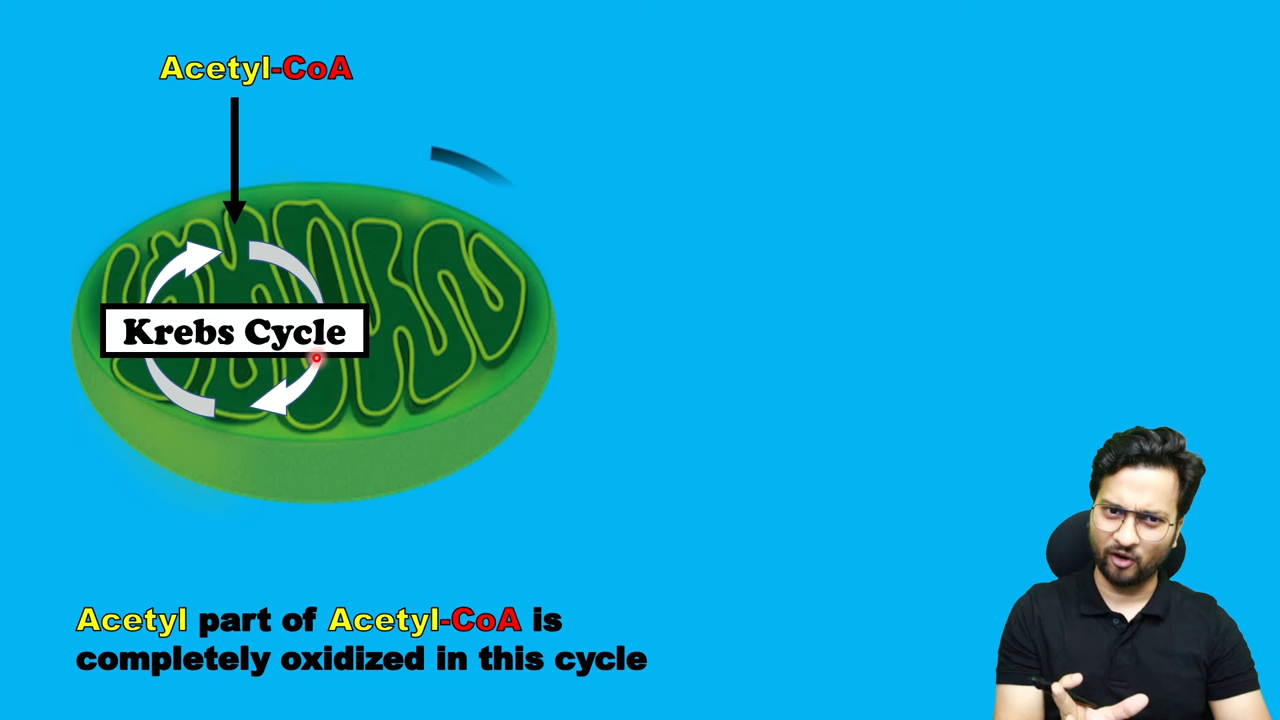 Acetyl-CoA
Krebs Cycle
Acetyl part of Acetyl-CoA is
completely oxidized in this cycle